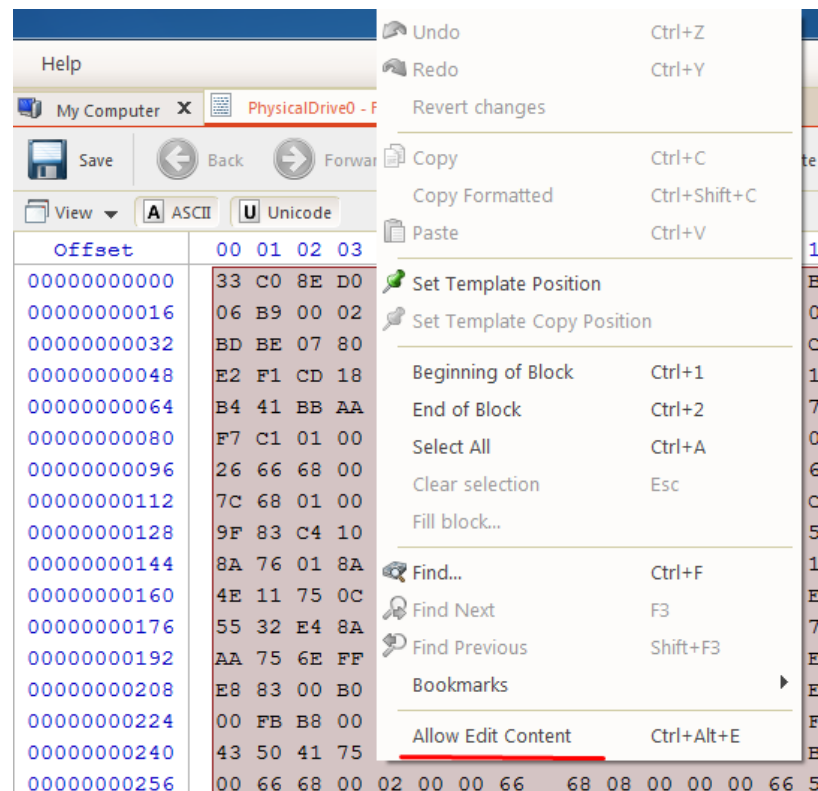 Undo Ctrl+Z
Help
Redo Ctrl+Y
My Computer X PhysicalDrive0 - F
Revert changes
Save Back Forwar
Copy Ctrl+C
Copy Formatted Ctrl+Shift+C
View A ASCII U Unicode
Paste Ctrl+V
Offset 00 01 02 03
00000000000 33 C0 8E D0
Set Template Position
00000000016 06 B9 00 02
Set Template Copy Position
00000000032 BD BE 07 80
00000000048 E2 F1 CD 18
Beginning of Block Ctrl+1
00000000064 B4 41 BB AA
End of Block Ctrl+2
00000000080 F7 C1 01 00
Select All Ctrl+A
00000000096 26 66 68 00
Clear selection Esc
00000000112 7C 68 01 00
Fill block...
00000000128 9F 83 C4 10
00000000144 8A 76 01 8A
Find... Ctrl+F
00000000160 4E 11 75 0C
Find Next F3
00000000176 55 32 E4 8A
Find Previous Shift+F3
00000000192 AA 75 6E FF
Bookmarks
00000000208 E8 83 00 B0
00000000224 00 FB B8 00
Allow Edit Content Ctrl+Alt+E
00000000240 43 50 41 75
00000000256 00 66 68 00 02 00 00 66 68 08 00 00 00 66